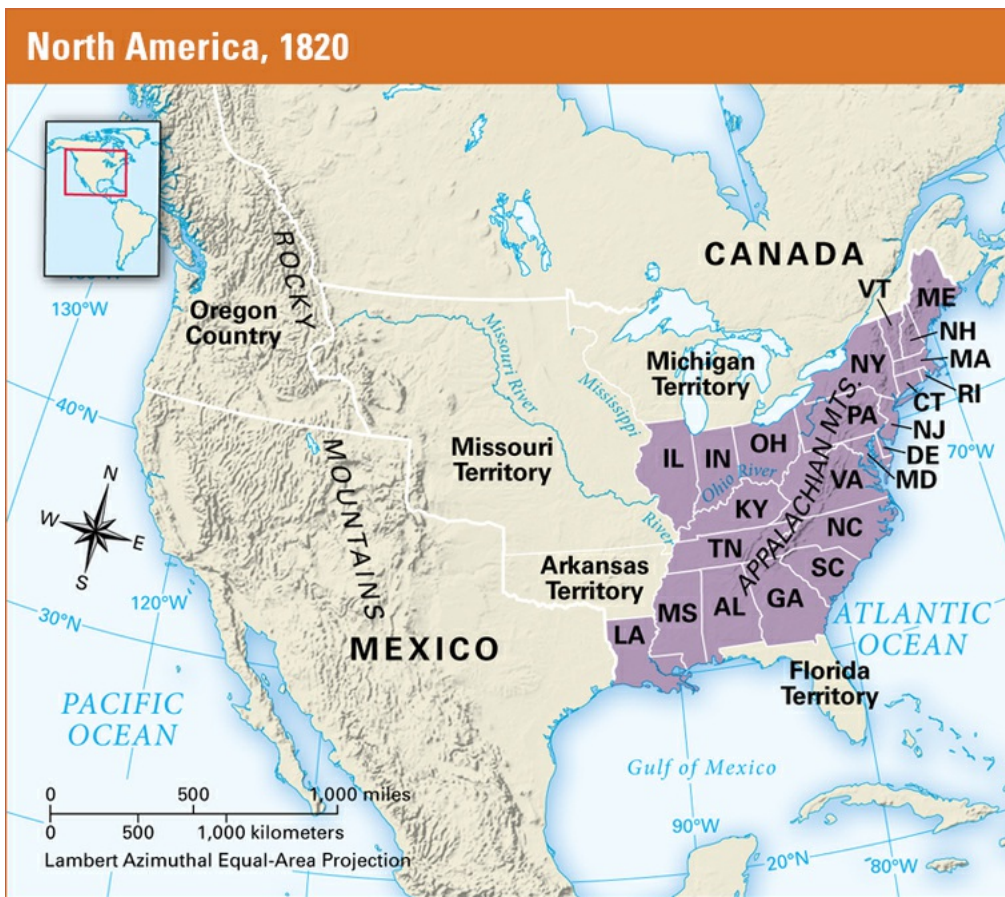 North America, 1820
CANADA
ROCKY
MOUNTAINS
Oregon
Country
130°W
VT
ME
NH
MA
RI
CT
NJ
DE
MD
NY
PA
Michigan
Territory
Missouri River
Mississippi
River
Missouri
Territory
40°N
70°W
IL
IN
OH
Ohio River
VA
KY
APPALACHIAN MTS.
NC
TN
SC
Arkansas
Territory
N
W
E
S
120°W
30°N
MS
AL
GA
LA
MEXICO
ATLANTIC
OCEAN
Florida
Territory
PACIFIC
OCEAN
Gulf of Mexico
0 500 1,000 miles
0 500 1,000 kilometers
Lambert Azimuthal Equal-Area Projection
90°W
20°N
80°W